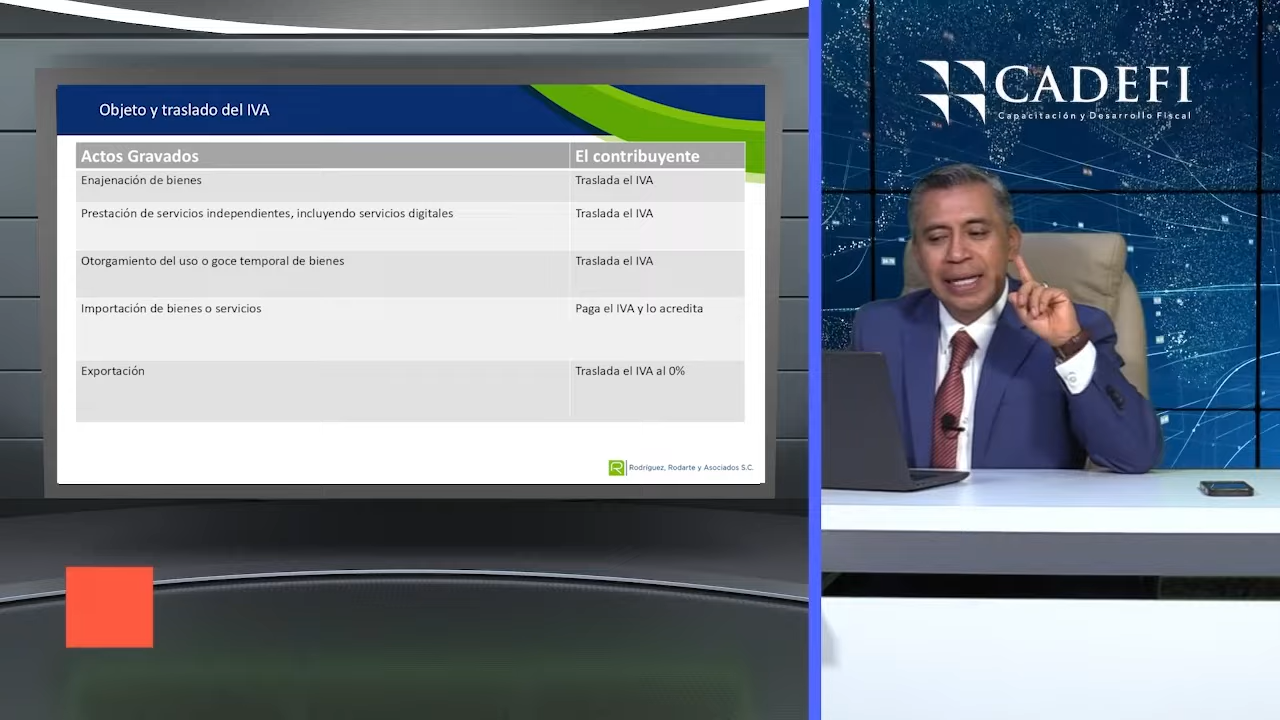 Objeto y traslado del IVA
Actos Gravados
El contribuyente
Enajenación de bienes
Traslada el IVA
Prestación de servicios independientes, incluyendo servicios digitales
Traslada el IVA
Otorgamiento del uso o goce temporal de bienes
Traslada el IVA
Importación de bienes o servicios
Paga el IVA y lo acredita
Exportación
Traslada el IVA al 0%
R Rodríguez, Rodarte y Asociados S.C.
CADEFI
Capacitación y Desarrollo Fiscal